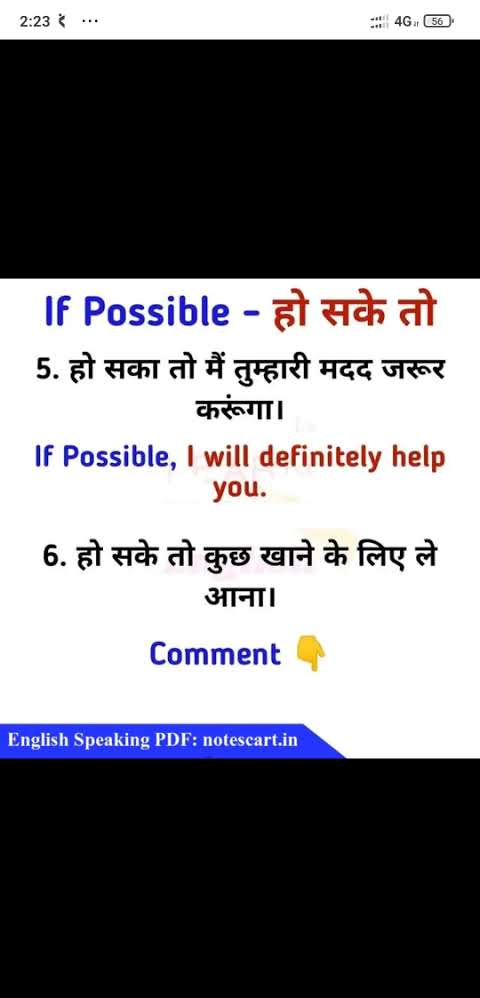 2:23 ...
4G 56
If Possible - हो सके तो
5. हो सका तो मैं तुम्हारी मदद जरूर
करूंगा।
If Possible, I will definitely help
you.
6. हो सके तो कुछ खाने के लिए ले
आना।
Comment 👇
English Speaking PDF: notescart.in